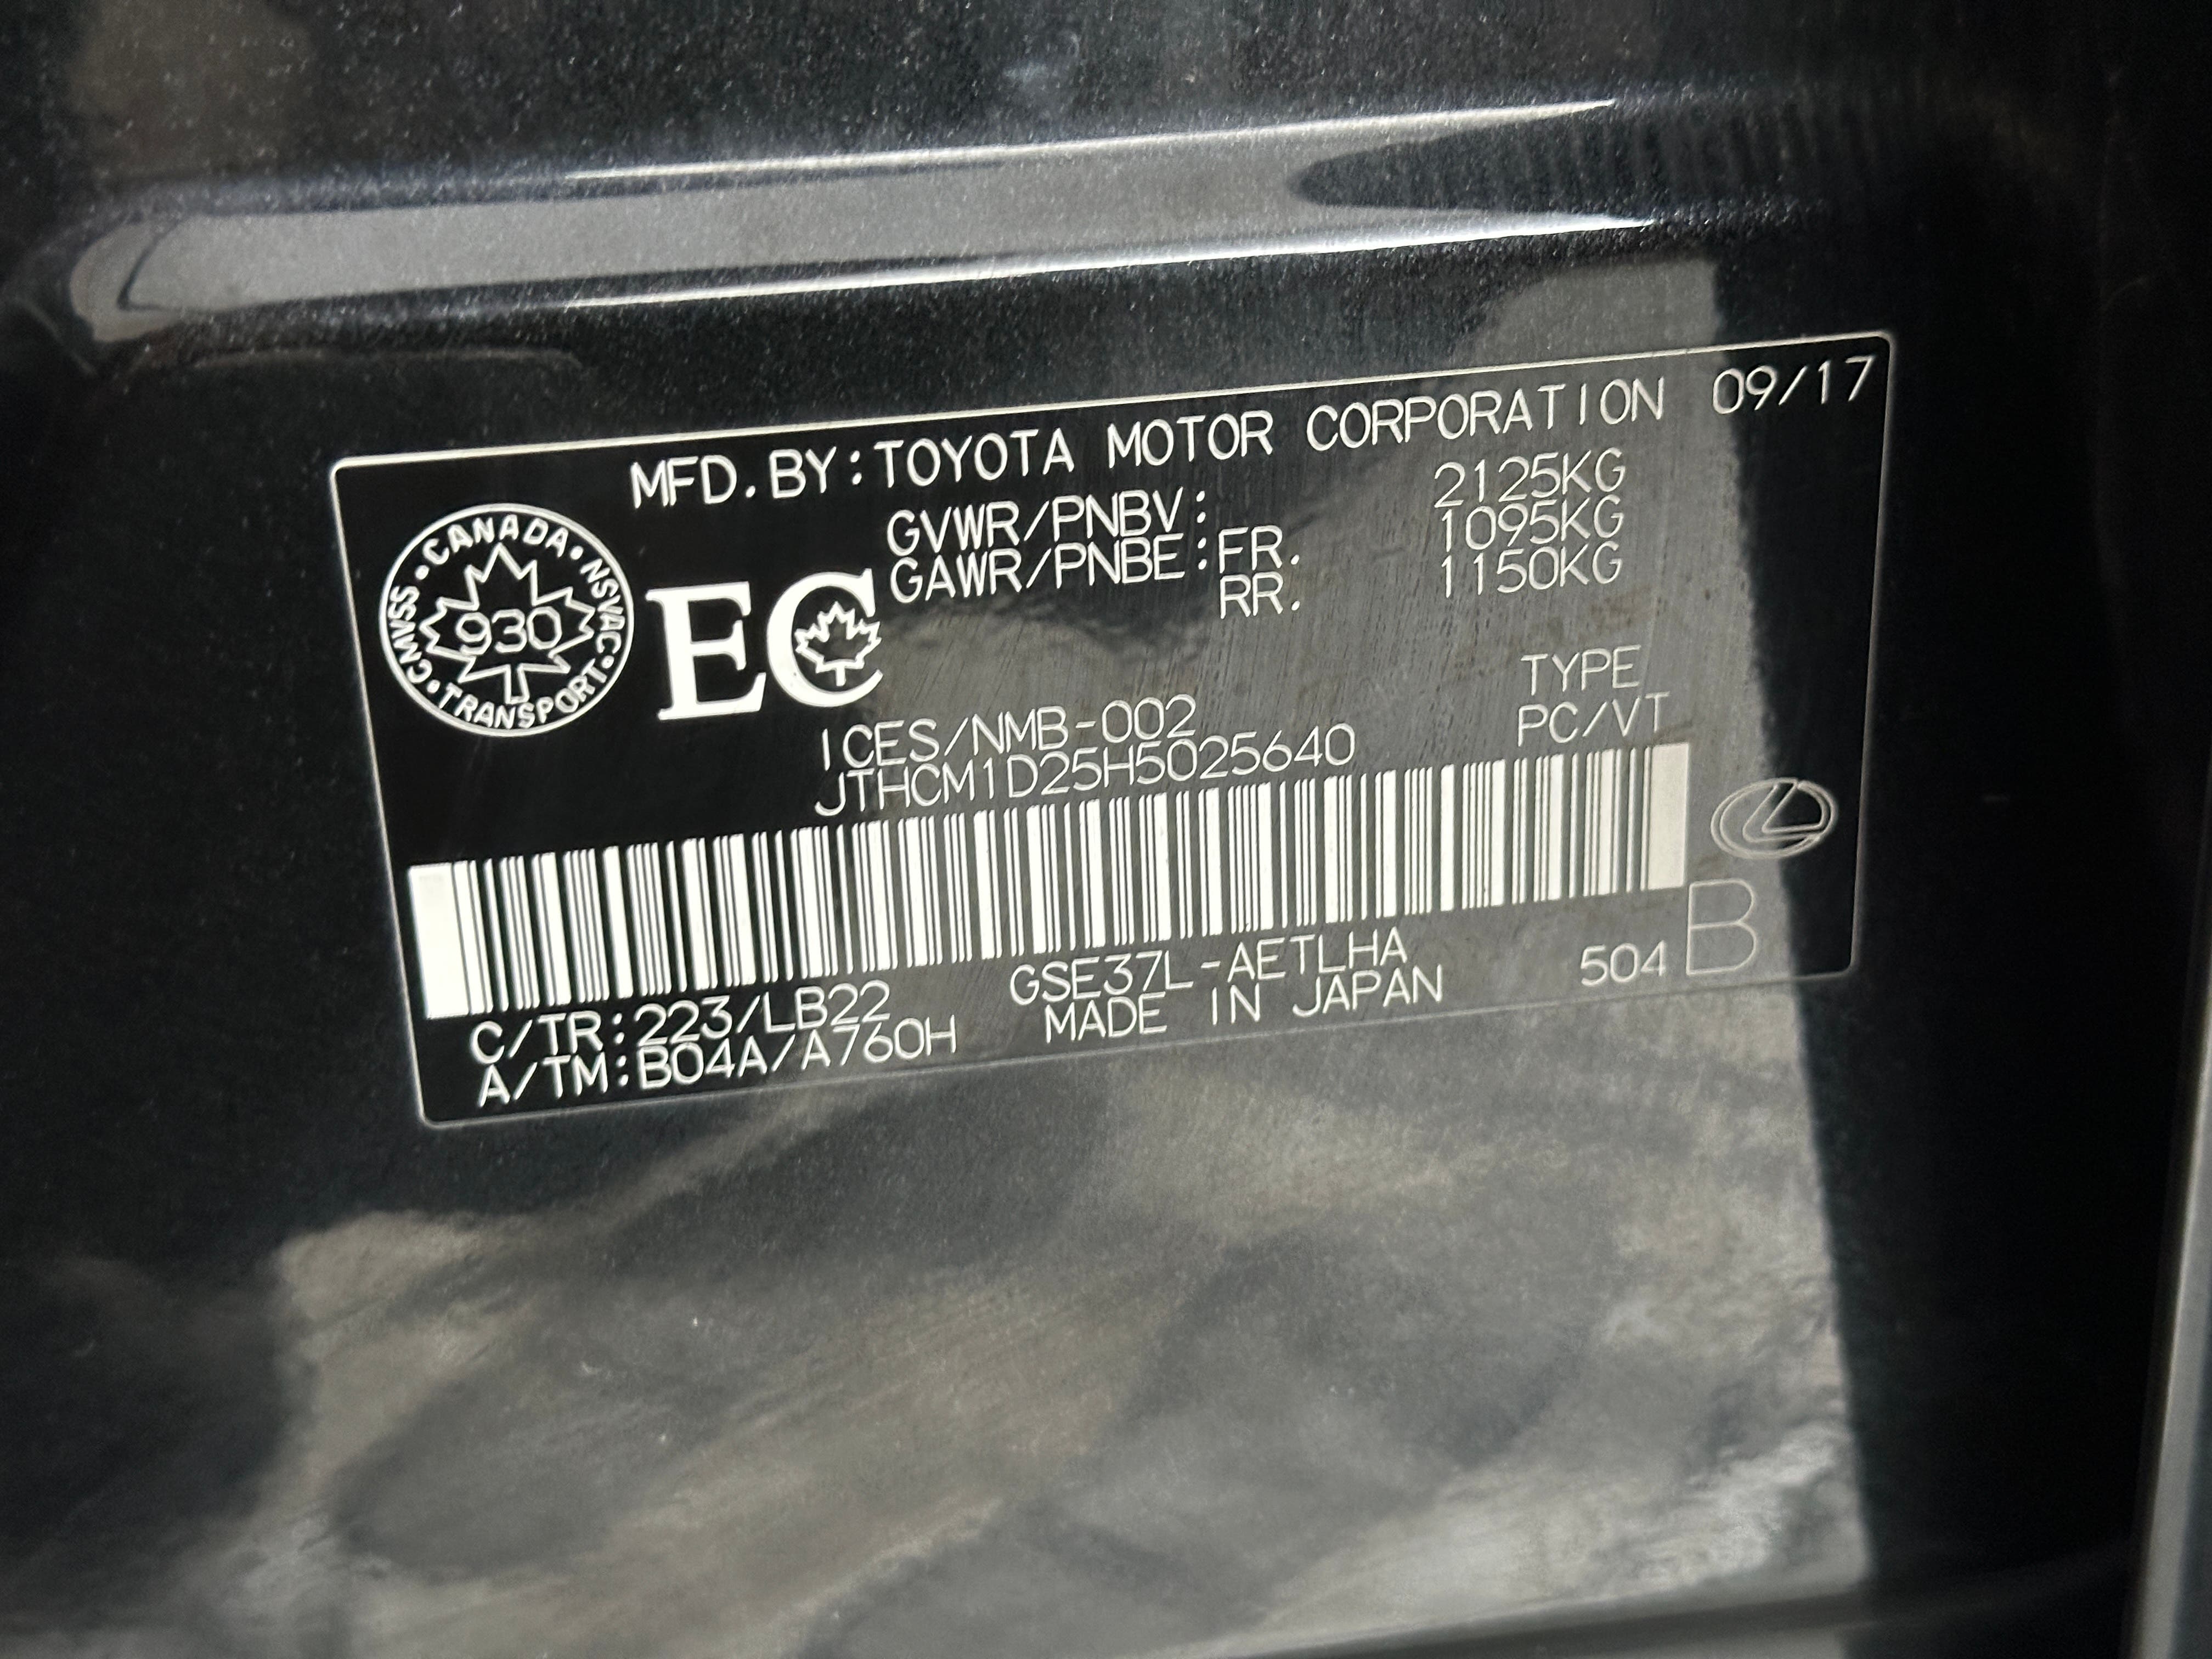 MFD.BY:TOYOTA MOTOR CORPORATION 09/17
GVWR/PNBV: 2125KG
GAWR/PNBE:FR. 1095KG
RR. 1150KG
CANADA • NSVAC • TRANSPORT • CMVSS •
930
EC
TYPE
PC/VT
ICES/NMB-002
JTHCM1D25H5025640
C/TR:223/LB22 GSE37L-AETLHA 504 B
A/TM:B04A/A760H MADE IN JAPAN